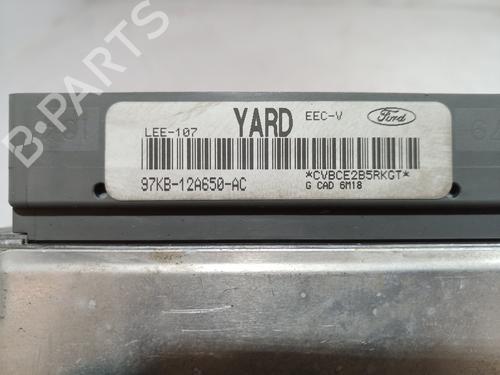 LEE-107 YARD EEC-V Ford
97KB-12A650-AC *CVBCE2B5RKGT*
G CAD 6M18
B-PARTS